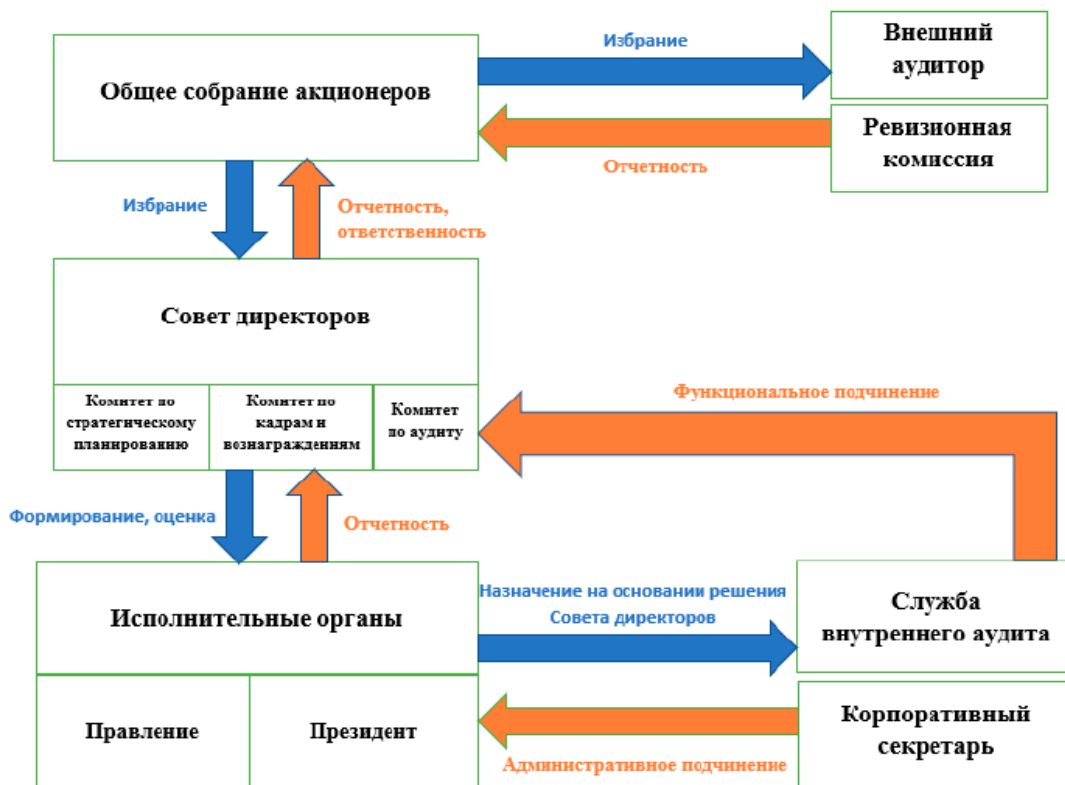 Избрание
Внешний
аудитор
Общее собрание акционеров
Ревизионная
комиссия
Отчетность
Избрание
Отчетность,
ответственность
Совет директоров
Функциональное подчинение
Комитет по
стратегическому
планированию
Комитет по
кадрам и
вознаграждениям
Комитет
по аудиту
Формирование, оценка
Отчетность
Назначение на основании решения
Совета директоров
Исполнительные органы
Служба
внутреннего аудита
Правление
Президент
Корпоративный
секретарь
Административное подчинение